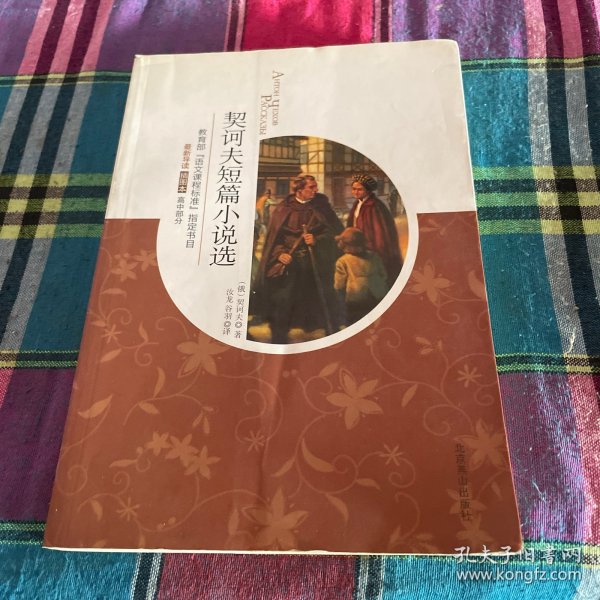 АНТОН ЧЕХОВ
РАССКАЗЫ
契诃夫短篇小说选
教育部『语文课程标准』指定书目
最新导读插图本 高中部分
〔俄〕契诃夫◎著
汝龙 谷羽◎译
北京燕山出版社
孔夫子旧书网
www.kongfz.com